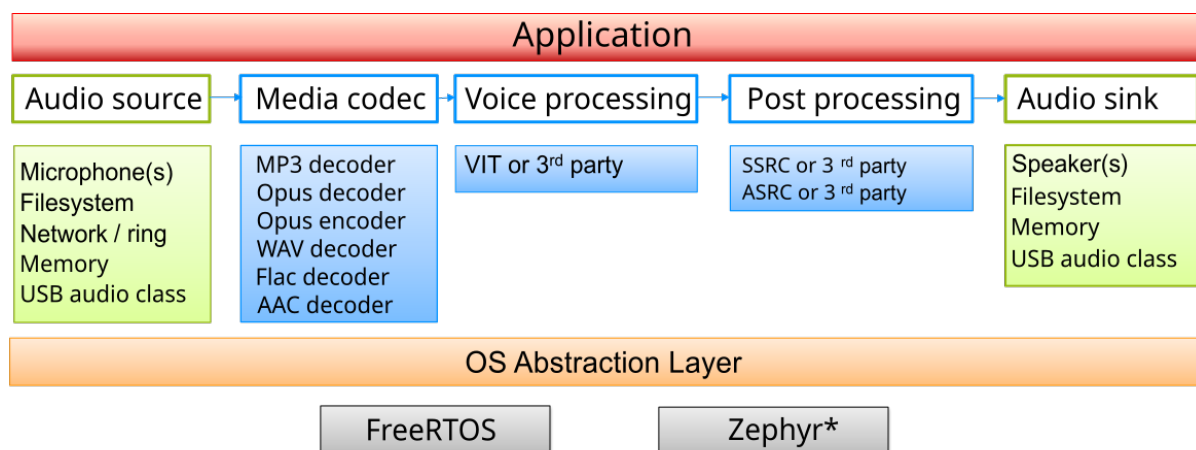 Application
Audio source
Media codec
Voice processing
Post processing
Audio sink
Microphone(s)
Filesystem
Network / ring
Memory
USB audio class
MP3 decoder
Opus decoder
Opus encoder
WAV decoder
Flac decoder
AAC decoder
VIT or 3rd party
SSRC or 3 rd party
ASRC or 3 rd party
Speaker(s)
Filesystem
Memory
USB audio class
OS Abstraction Layer
FreeRTOS
Zephyr*